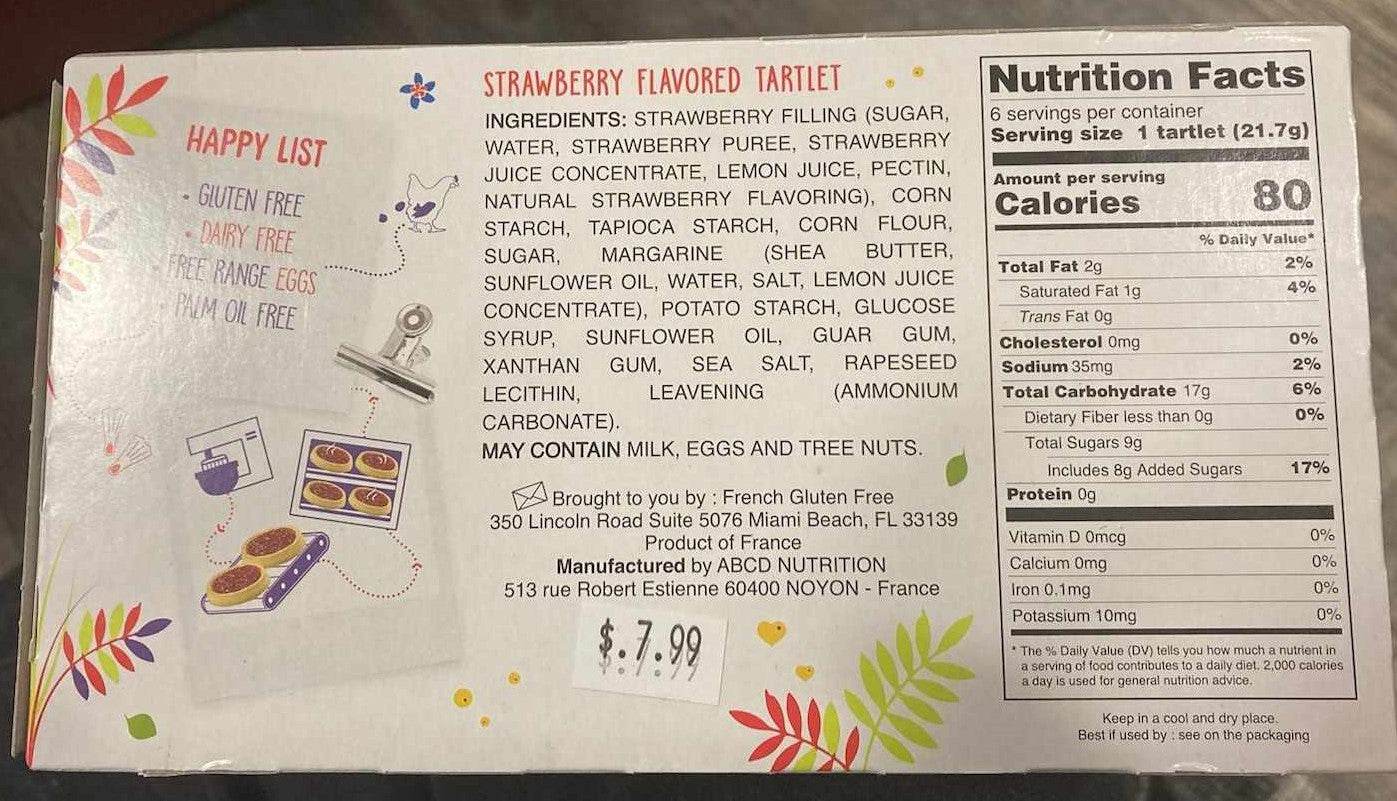 HAPPY LIST
• GLUTEN FREE
• DAIRY FREE
• FREE RANGE EGGS
• PALM OIL FREE
STRAWBERRY FLAVORED TARTLET
INGREDIENTS: STRAWBERRY FILLING (SUGAR,
WATER, STRAWBERRY PUREE, STRAWBERRY
JUICE CONCENTRATE, LEMON JUICE, PECTIN,
NATURAL STRAWBERRY FLAVORING), CORN
STARCH, TAPIOCA STARCH, CORN FLOUR,
SUGAR, MARGARINE (SHEA BUTTER,
SUNFLOWER OIL, WATER, SALT, LEMON JUICE
CONCENTRATE), POTATO STARCH, GLUCOSE
SYRUP, SUNFLOWER OIL, GUAR GUM,
XANTHAN GUM, SEA SALT, RAPESEED
LECITHIN, LEAVENING (AMMONIUM
CARBONATE).
MAY CONTAIN MILK, EGGS AND TREE NUTS.
Brought to you by : French Gluten Free
350 Lincoln Road Suite 5076 Miami Beach, FL 33139
Product of France
Manufactured by ABCD NUTRITION
513 rue Robert Estienne 60400 NOYON - France
$.7.99
Nutrition Facts
6 servings per container
Serving size 1 tartlet (21.7g)
Amount per serving
Calories 80
% Daily Value*
Total Fat 2g 2%
Saturated Fat 1g 4%
Trans Fat 0g
Cholesterol 0mg 0%
Sodium 35mg 2%
Total Carbohydrate 17g 6%
Dietary Fiber less than 0g 0%
Total Sugars 9g
Includes 8g Added Sugars 17%
Protein 0g
Vitamin D 0mcg 0%
Calcium 0mg 0%
Iron 0.1mg 0%
Potassium 10mg 0%
* The % Daily Value (DV) tells you how much a nutrient in
a serving of food contributes to a daily diet. 2,000 calories
a day is used for general nutrition advice.
Keep in a cool and dry place.
Best if used by : see on the packaging